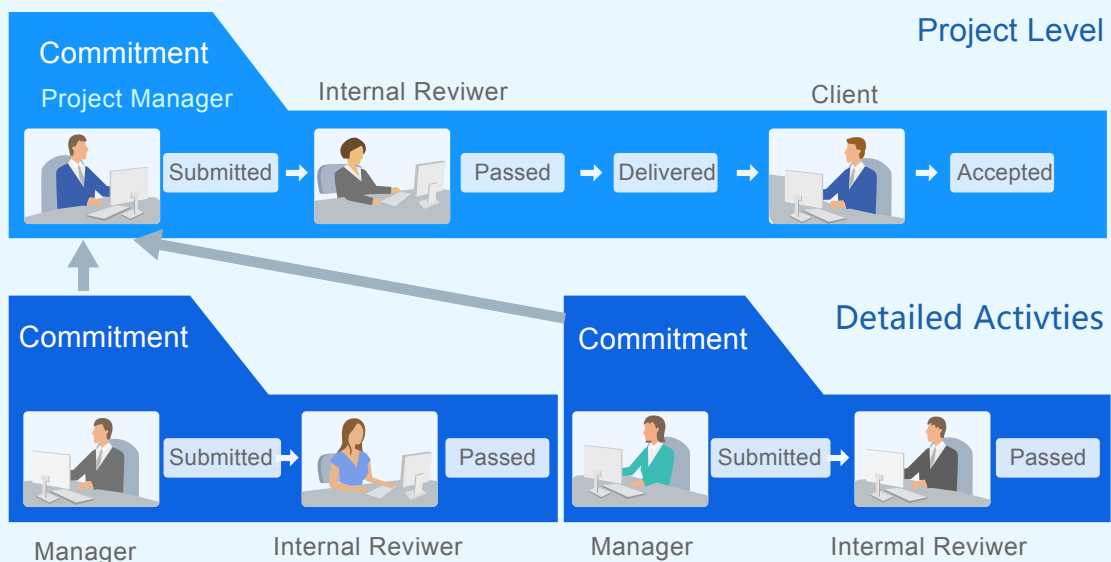 Project Level
Commitment
Project Manager
Internal Reviwer
Client
Submitted
Passed
Delivered
Accepted
Detailed Activties
Commitment
Commitment
Submitted
Passed
Submitted
Passed
Manager
Internal Reviwer
Manager
Intermal Reviwer